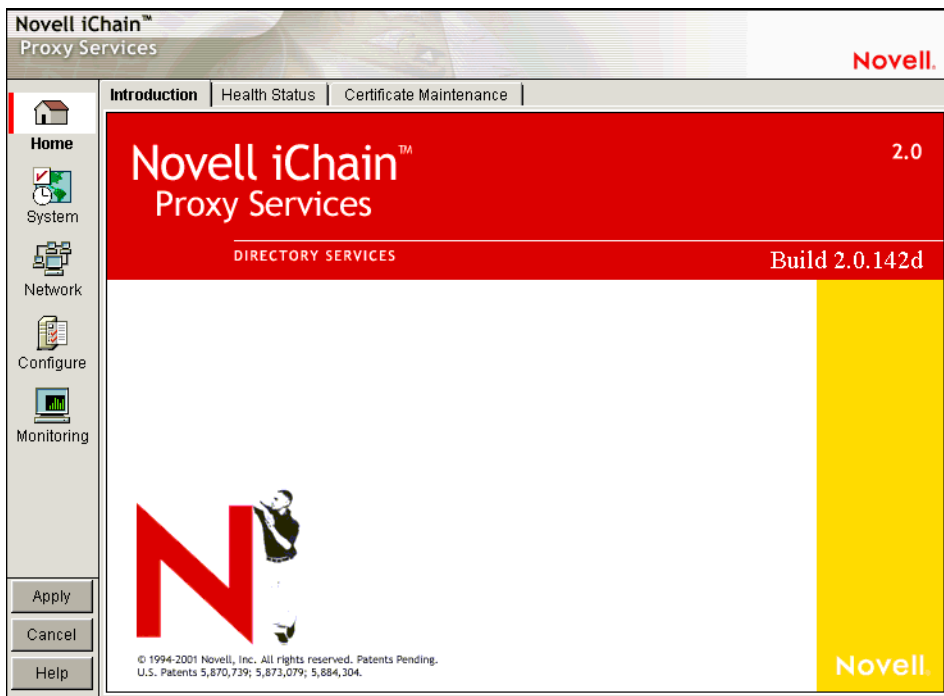 Novell iChain™
Proxy Services
Novell.
Introduction
Health Status
Certificate Maintenance
Home
System
Network
Configure
Monitoring
Apply
Cancel
Help
Novell iChain™
2.0
Proxy Services
DIRECTORY SERVICES
Build 2.0.142d
N
© 1994-2001 Novell, Inc. All rights reserved. Patents Pending.
U.S. Patents 5,870,739; 5,873,079; 5,884,304.
Novell.